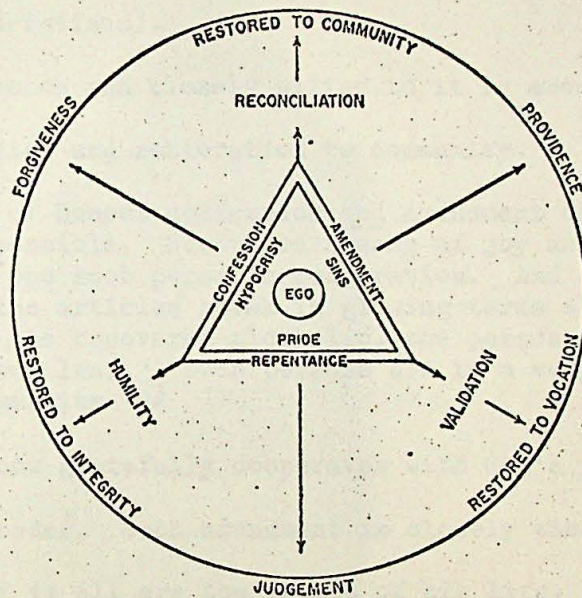 RESTORED TO COMMUNITY
RECONCILIATION
FORGIVENESS
PROVIDENCE
CONFESSION
HYPOCRISY
AMENDMENT
SINS
EGO
PRIDE
REPENTANCE
HUMILITY
VALIDATION
RESTORED TO INTEGRITY
RESTORED TO VOCATION
JUDGEMENT